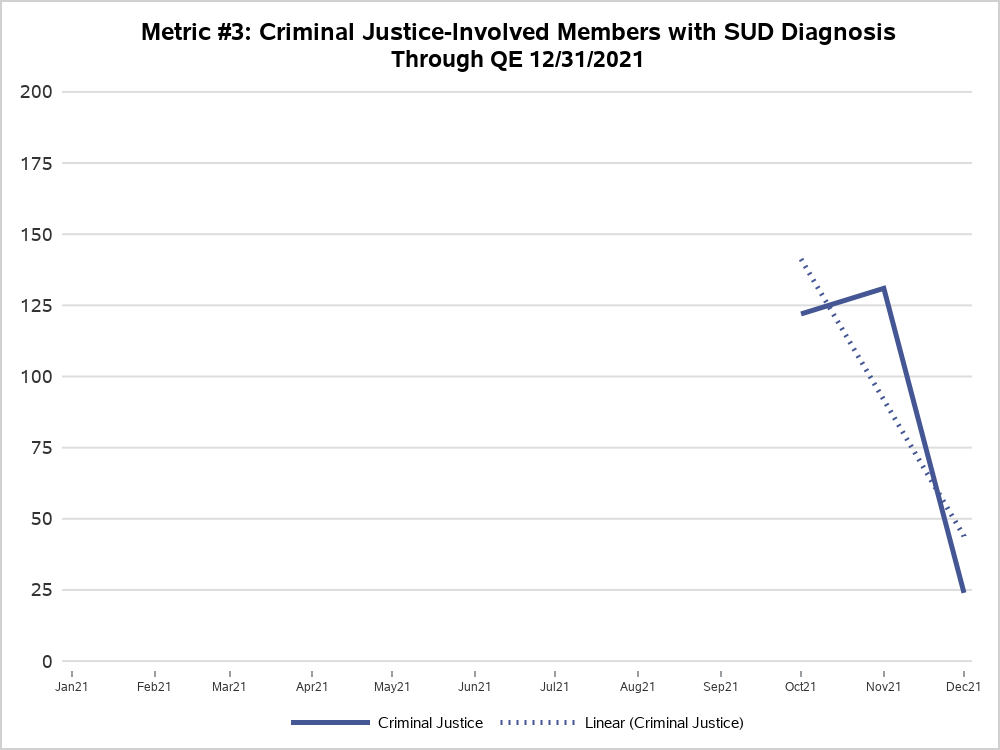 Metric #3: Criminal Justice-Involved Members with SUD Diagnosis
Through QE 12/31/2021
200
175
150
125
100
75
50
25
0
Jan21 Feb21 Mar21 Apr21 May21 Jun21 Jul21 Aug21 Sep21 Oct21 Nov21 Dec21
Criminal Justice Linear (Criminal Justice)